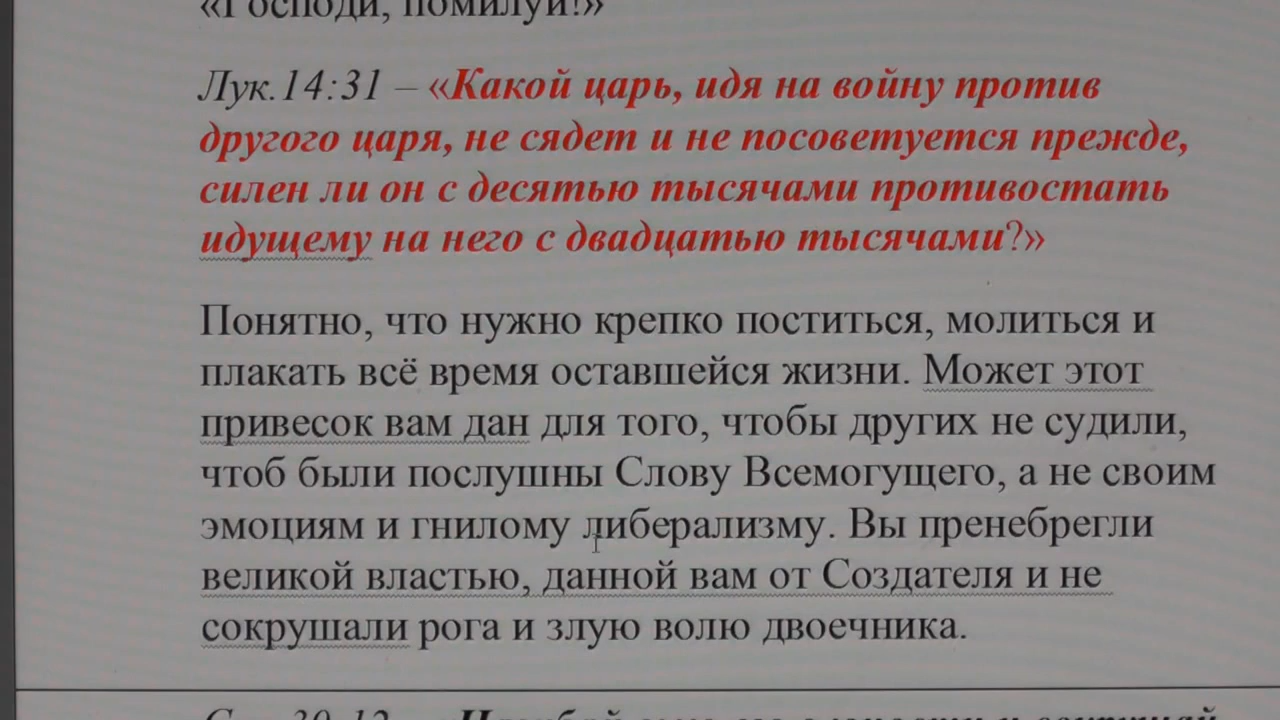 «Господи, помилуй!»
Лук.14:31 – «Какой царь, идя на войну против
другого царя, не сядет и не посоветуется прежде,
силен ли он с десятью тысячами противостать
идущему на него с двадцатью тысячами?»
Понятно, что нужно крепко поститься, молиться и
плакать всё время оставшейся жизни. Может этот
привесок вам дан для того, чтобы других не судили,
чтоб были послушны Слову Всемогущего, а не своим
эмоциям и гнилому либерализму. Вы пренебрегли
великой властью, данной вам от Создателя и не
сокрушали рога и злую волю двоечника.